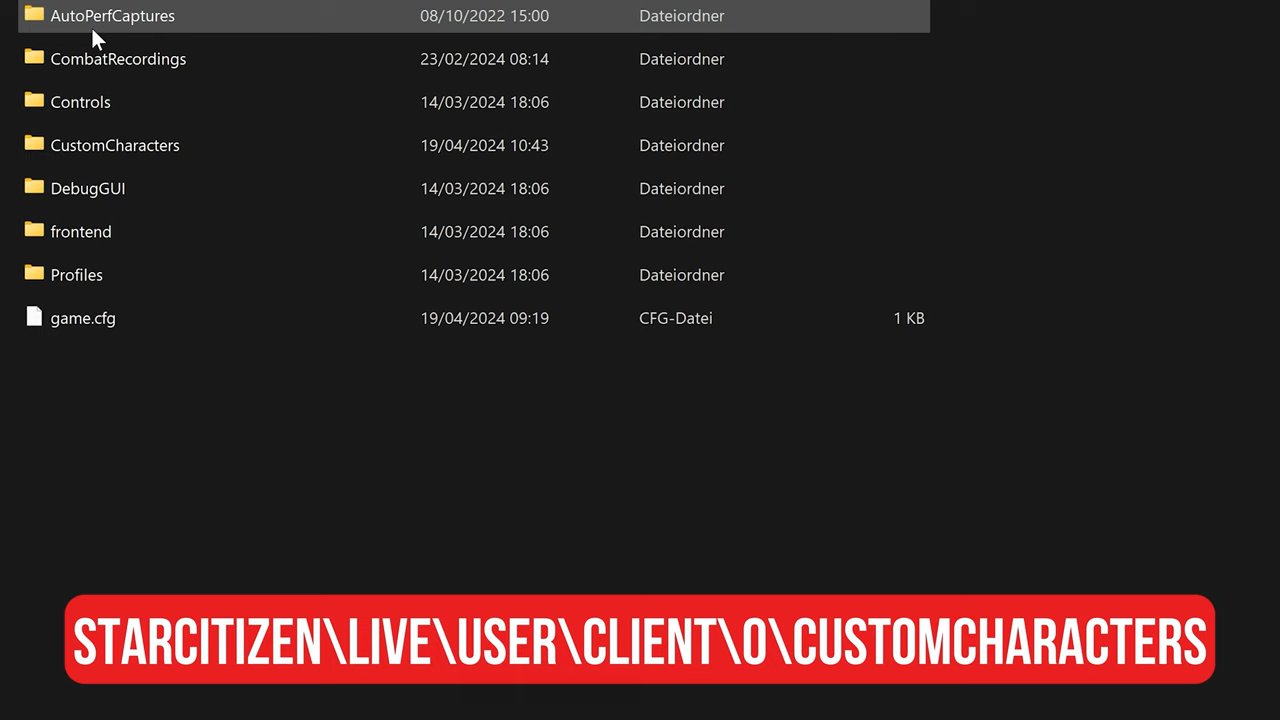 AutoPerfCaptures 08/10/2022 15:00 Dateiordner
CombatRecordings 23/02/2024 08:14 Dateiordner
Controls 14/03/2024 18:06 Dateiordner
CustomCharacters 19/04/2024 10:43 Dateiordner
DebugGUI 14/03/2024 18:06 Dateiordner
frontend 14/03/2024 18:06 Dateiordner
Profiles 14/03/2024 18:06 Dateiordner
game.cfg 19/04/2024 09:19 CFG-Datei 1 KB
STARCITIZEN\LIVE\USER\CLIENT\0\CUSTOMCHARACTERS